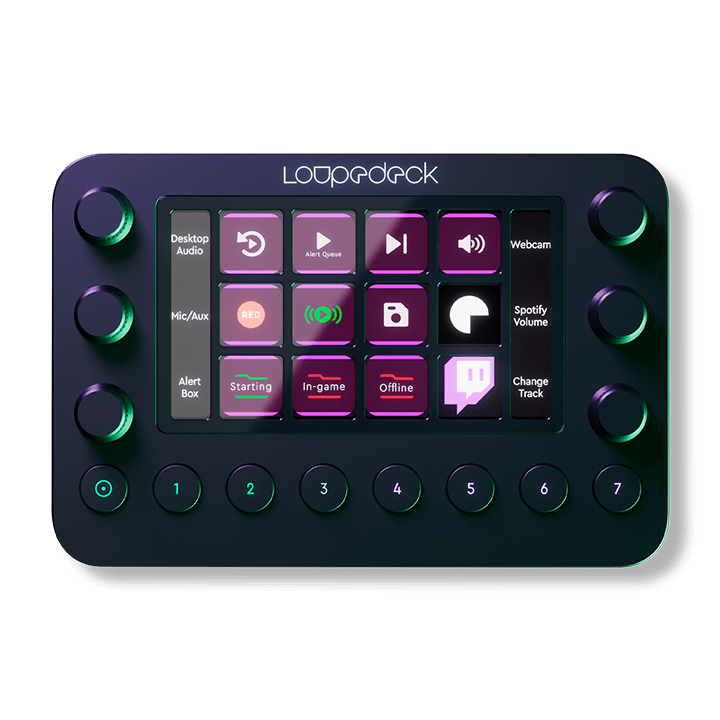 Loupedeck
Desktop
Audio
Alert Queue
Webcam
Mic/Aux
REC
Spotify
Volume
Alert
Box
Starting
In-game
Offline
Change
Track
1 2 3 4 5 6 7